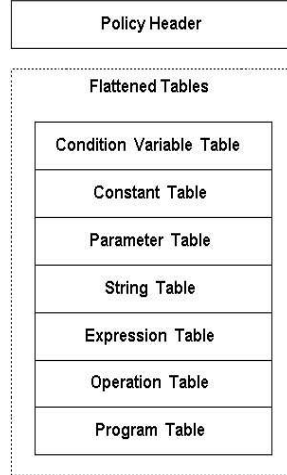 Policy Header
Flattened Tables
Condition Variable Table
Constant Table
Parameter Table
String Table
Expression Table
Operation Table
Program Table